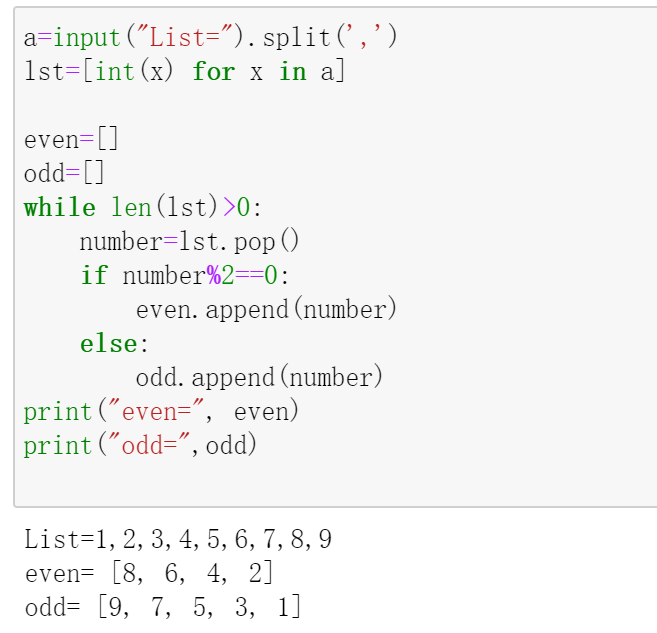 a=input("List=").split(',')
lst=[int(x) for x in a]

even=[]
odd=[]
while len(lst)>0:
    number=lst.pop()
    if number%2==0:
        even.append(number)
    else:
        odd.append(number)
print("even=", even)
print("odd=",odd)

List=1,2,3,4,5,6,7,8,9
even= [8, 6, 4, 2]
odd= [9, 7, 5, 3, 1]